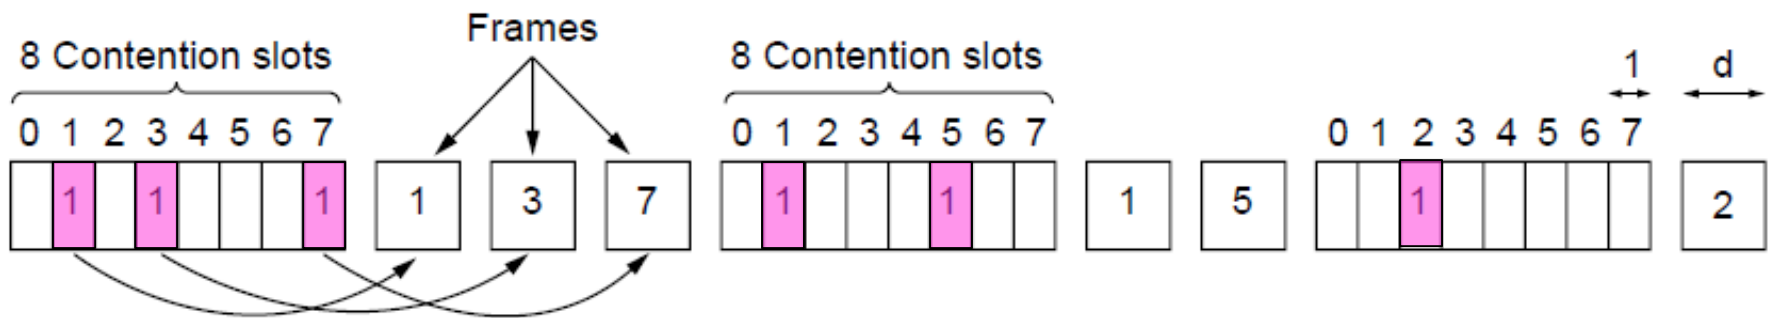 Frames
8 Contention slots
8 Contention slots
1 d
0 1 2 3 4 5 6 7
0 1 2 3 4 5 6 7
0 1 2 3 4 5 6 7
1 1 1
1 3 7
1 1
1 5
1
2